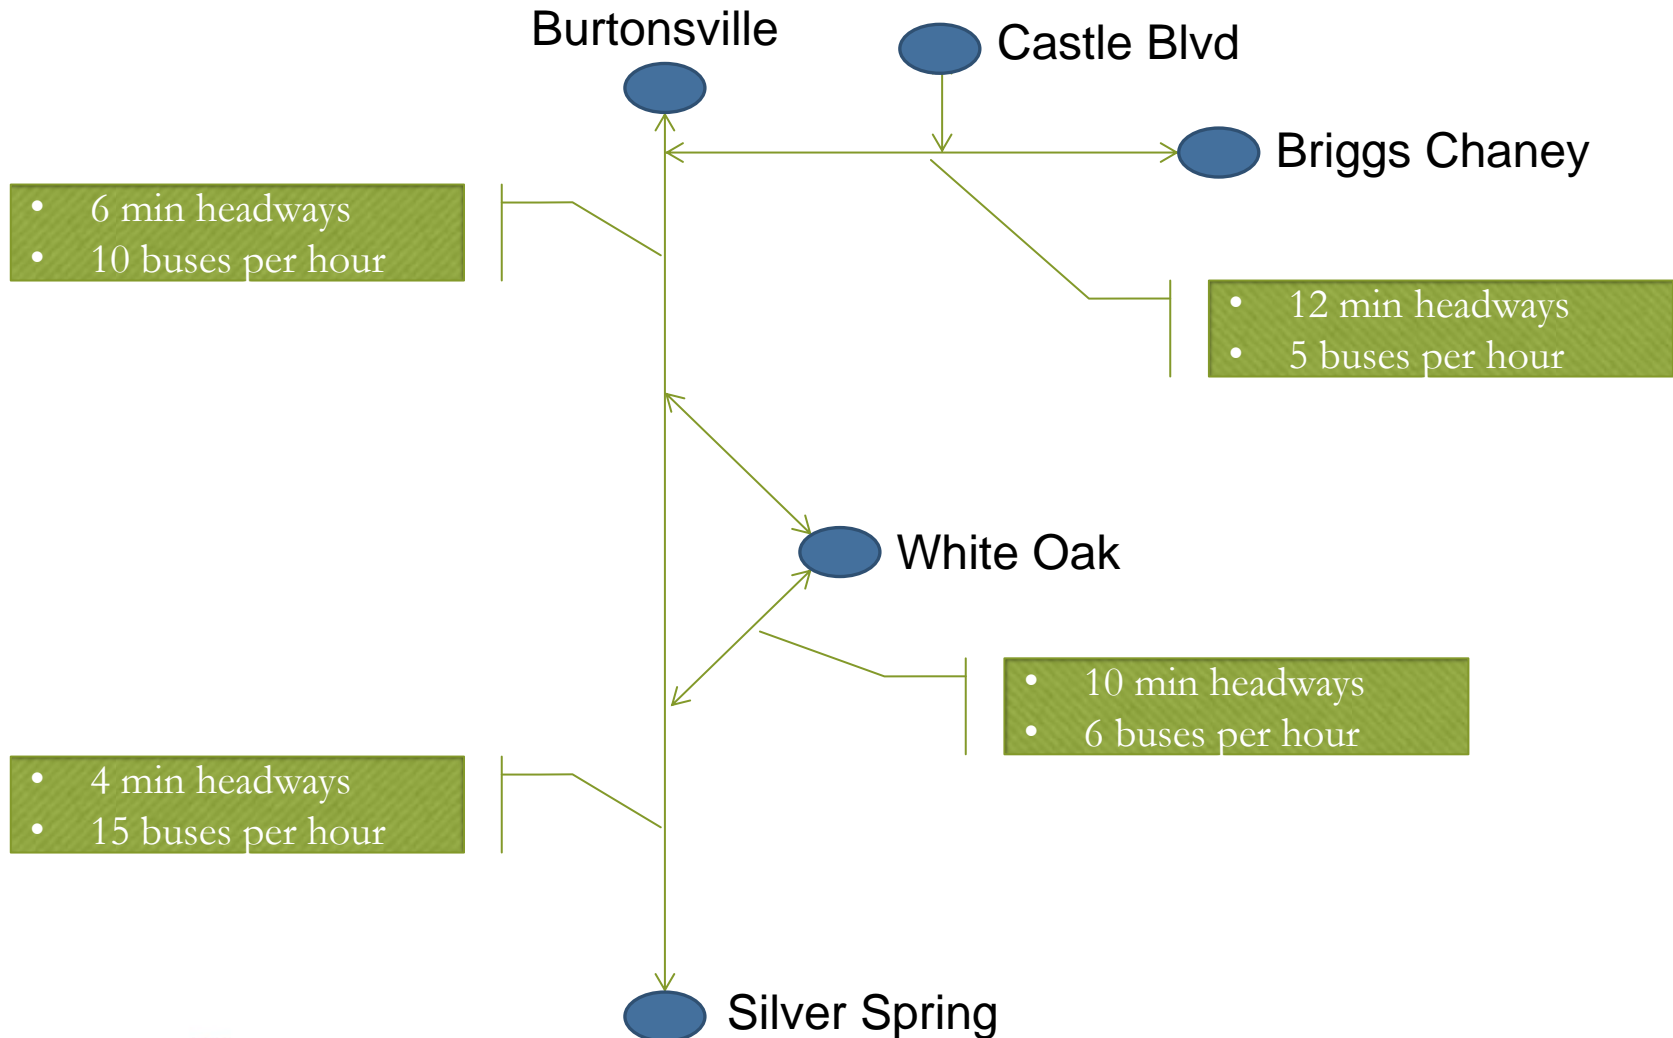 Burtonsville
Castle Blvd
Briggs Chaney
• 6 min headways
• 10 buses per hour
• 12 min headways
• 5 buses per hour
White Oak
• 10 min headways
• 6 buses per hour
• 4 min headways
• 15 buses per hour
Silver Spring